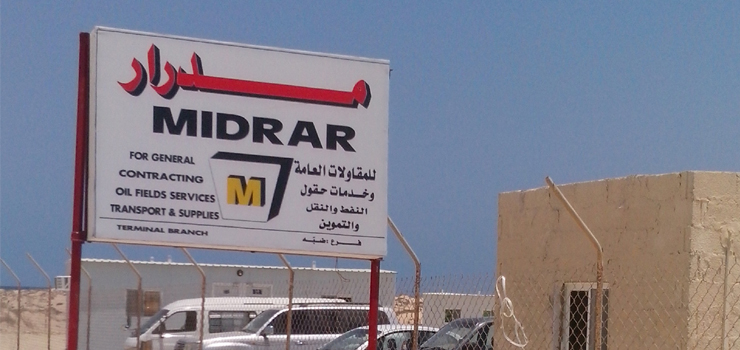 مدرار
MIDRAR
FOR GENERAL
CONTRACTING
OIL FIELDS SERVICES
TRANSPORT & SUPPLIES
TERMINAL BRANCH
M
للمقاولات العامة
وخدمات حقول
النفط والنقل
والتموين
فرع : ضبه